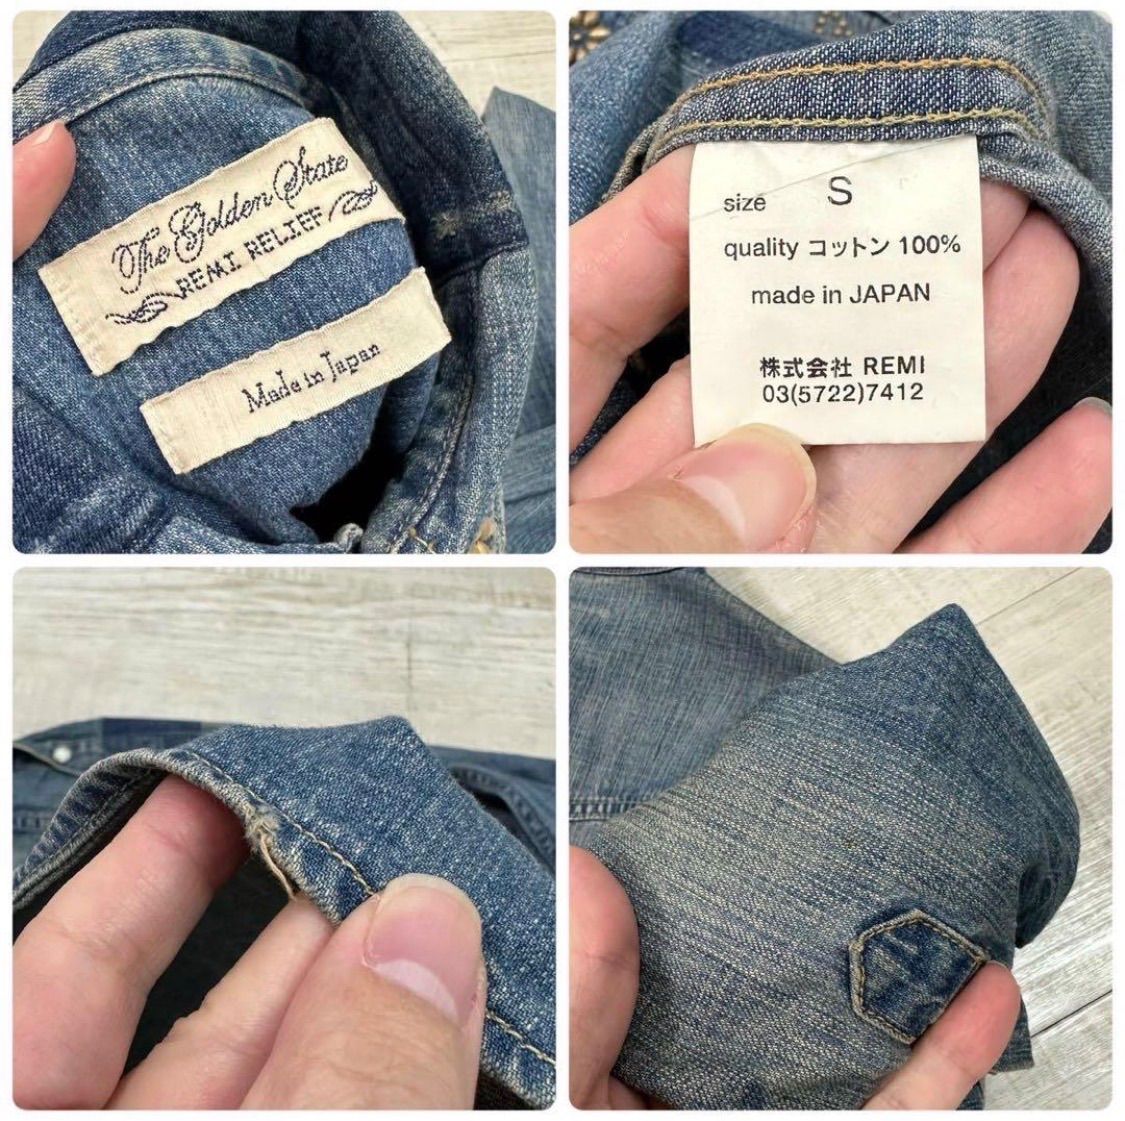 The Golden State
REMI RELIEF
Made in Japan
size S
quality コットン 100%
made in JAPAN
株式会社 REMI
03(5722)7412